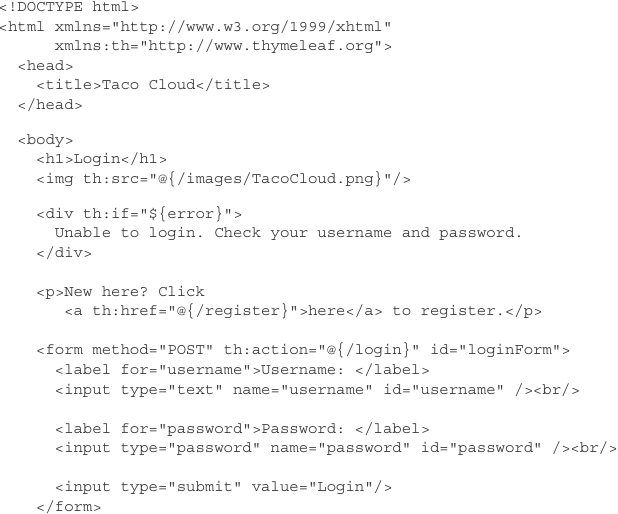 <!DOCTYPE html>
<html xmlns="http://www.w3.org/1999/xhtml"
      xmlns:th="http://www.thymeleaf.org">
  <head>
    <title>Taco Cloud</title>
  </head>

  <body>
    <h1>Login</h1>
    <img th:src="@{/images/TacoCloud.png}"/>

    <div th:if="${error}">
      Unable to login. Check your username and password.
    </div>

    <p>New here? Click
       <a th:href="@{/register}">here</a> to register.</p>

    <form method="POST" th:action="@{/login}" id="loginForm">
      <label for="username">Username: </label>
      <input type="text" name="username" id="username" /><br/>

      <label for="password">Password: </label>
      <input type="password" name="password" id="password" /><br/>

      <input type="submit" value="Login"/>
    </form>